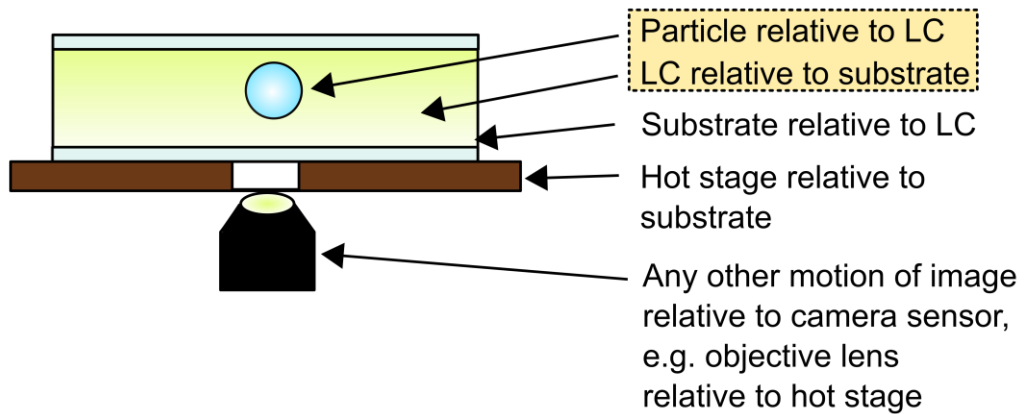 Particle relative to LC
LC relative to substrate
Substrate relative to LC
Hot stage relative to
substrate
Any other motion of image
relative to camera sensor,
e.g. objective lens
relative to hot stage